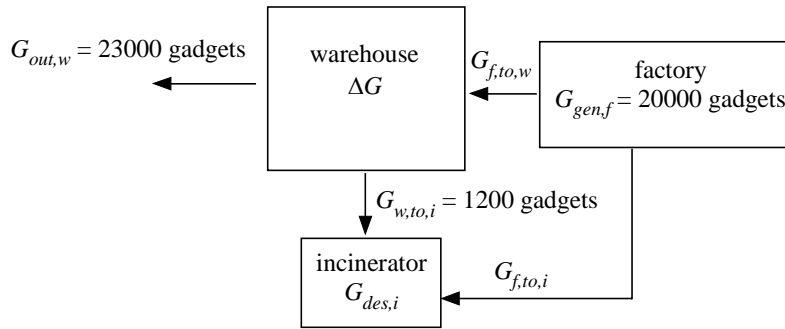 G_{out,w} = 23000 gadgets
warehouse
ΔG
G_{f,to,w}
factory
G_{gen,f} = 20000 gadgets
G_{w,to,i} = 1200 gadgets
incinerator
G_{des,i}
G_{f,to,i}